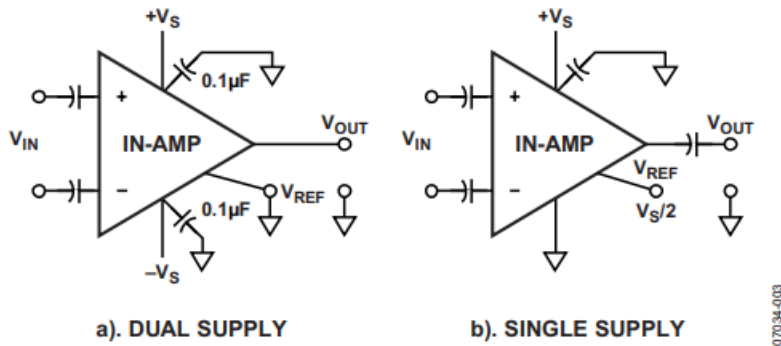 +VS
0.1µF
+
VIN
IN-AMP
VOUT
–
VREF
0.1µF
–VS
a). DUAL SUPPLY
+VS
+
VIN
IN-AMP
VOUT
–
VREF
VS/2
b). SINGLE SUPPLY
07034-003